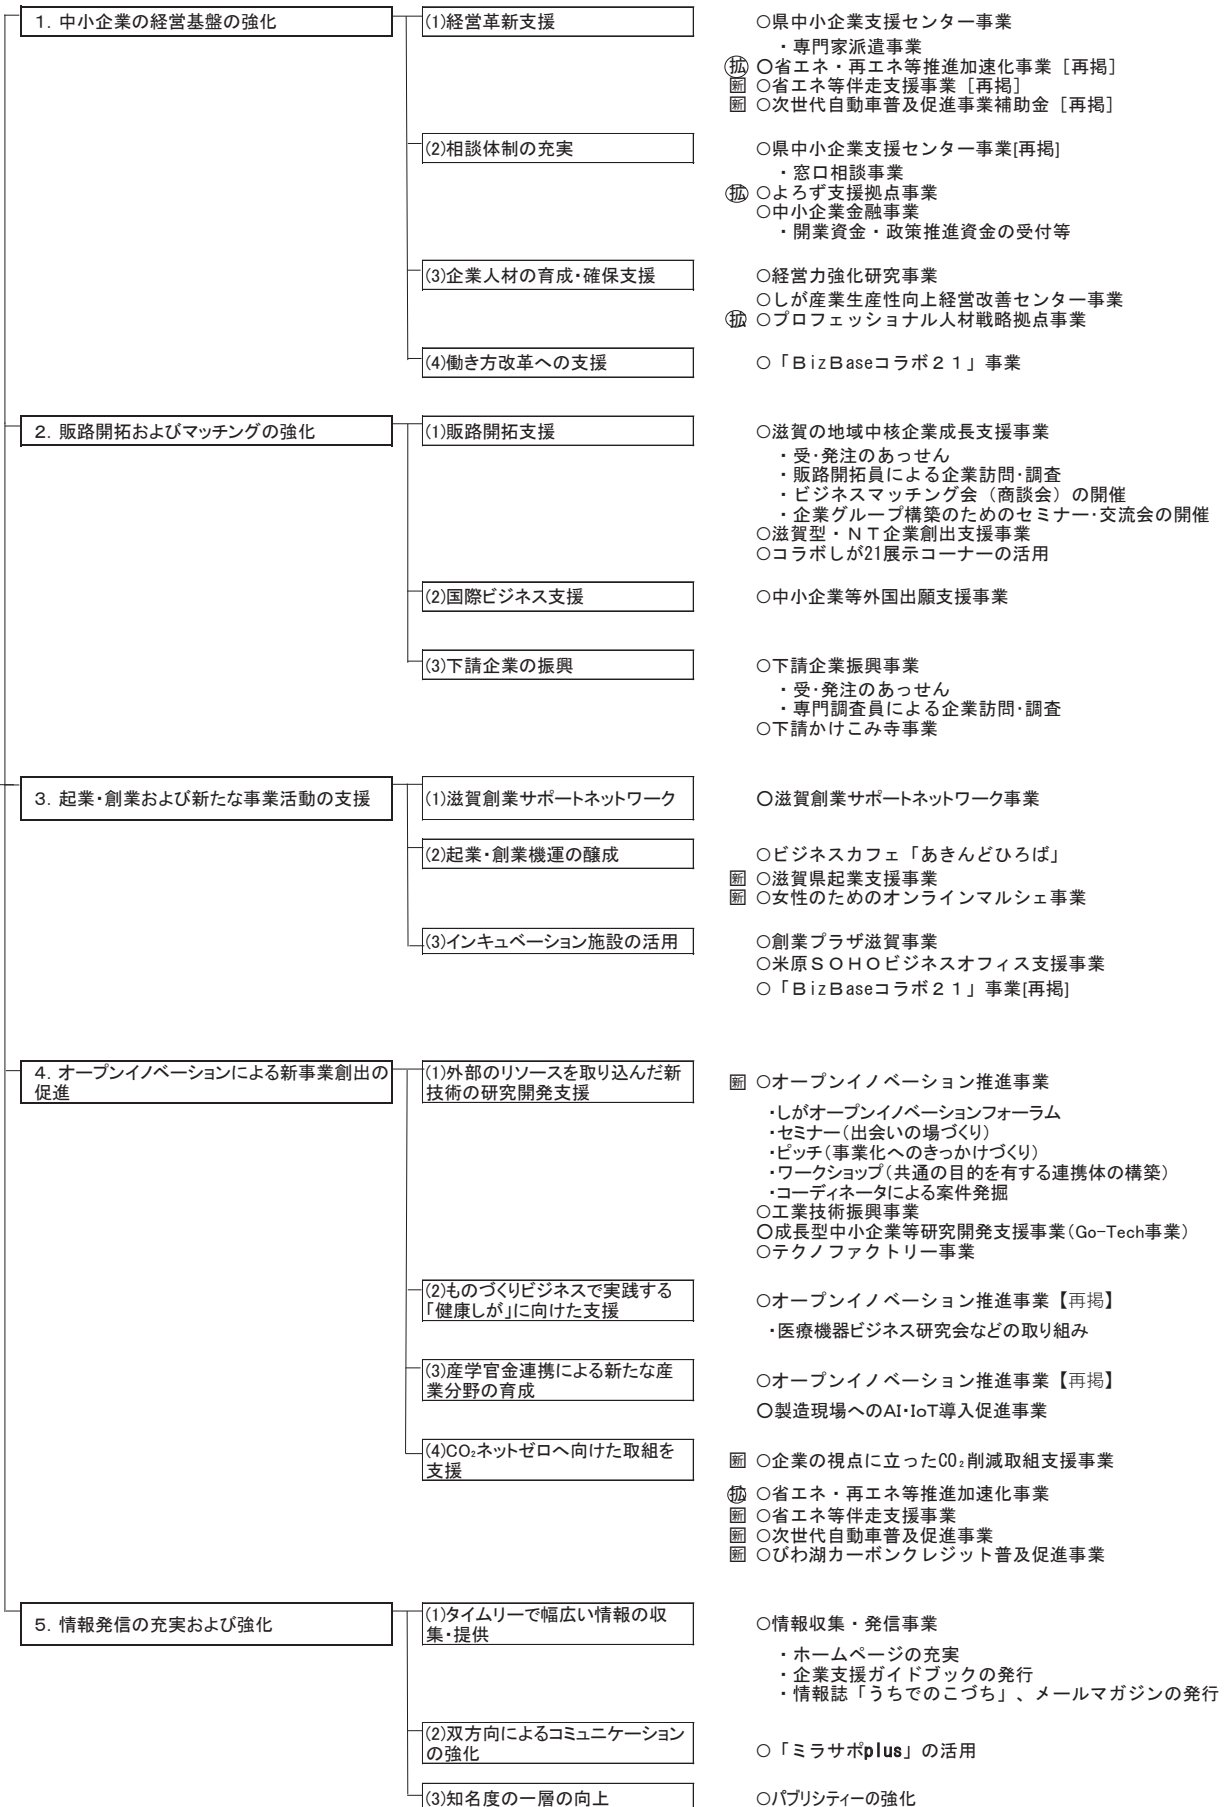 １．中小企業の経営基盤の強化
(1)経営革新支援
○県中小企業支援センター事業
・専門家派遣事業
拡 ○省エネ・再エネ等推進加速化事業［再掲］
新 ○省エネ等伴走支援事業［再掲］
新 ○次世代自動車普及促進事業補助金［再掲］
(2)相談体制の充実
○県中小企業支援センター事業[再掲]
・窓口相談事業
拡 ○よろず支援拠点事業
○中小企業金融事業
・開業資金・政策推進資金の受付等
(3)企業人材の育成・確保支援
○経営力強化研究事業
○しが産業生産性向上経営改善センター事業
拡 ○プロフェッショナル人材戦略拠点事業
(4)働き方改革への支援
○「ＢizＢaseコラボ２１」事業
２．販路開拓およびマッチングの強化
(1)販路開拓支援
○滋賀の地域中核企業成長支援事業
・受・発注のあっせん
・販路開拓員による企業訪問・調査
・ビジネスマッチング会（商談会）の開催
・企業グループ構築のためのセミナー・交流会の開催
○滋賀型・ＮＴ企業創出支援事業
○コラボしが21展示コーナーの活用
(2)国際ビジネス支援
○中小企業等外国出願支援事業
(3)下請企業の振興
○下請企業振興事業
・受・発注のあっせん
・専門調査員による企業訪問・調査
○下請かけこみ寺事業
３．起業・創業および新たな事業活動の支援
(1)滋賀創業サポートネットワーク
○滋賀創業サポートネットワーク事業
(2)起業・創業機運の醸成
○ビジネスカフェ「あきんどひろば」
新 ○滋賀県起業支援事業
新 ○女性のためのオンラインマルシェ事業
(3)インキュベーション施設の活用
○創業プラザ滋賀事業
○米原ＳＯＨＯビジネスオフィス支援事業
○「ＢizＢaseコラボ２１」事業[再掲]
４．オープンイノベーションによる新事業創出の
促進
(1)外部のリソースを取り込んだ新
技術の研究開発支援
新 ○オープンイノベーション推進事業
・しがオープンイノベーションフォーラム
・セミナー（出会いの場づくり）
・ピッチ（事業化へのきっかけづくり）
・ワークショップ（共通の目的を有する連携体の構築）
・コーディネータによる案件発掘
○工業技術振興事業
○成長型中小企業等研究開発支援事業（Go-Tech事業）
○テクノファクトリー事業
(2)ものづくりビジネスで実践する
「健康しが」に向けた支援
○オープンイノベーション推進事業【再掲】
・医療機器ビジネス研究会などの取り組み
(3)産学官金連携による新たな産
業分野の育成
○オープンイノベーション推進事業【再掲】
○製造現場へのAI・IoT導入促進事業
(4)CO₂ネットゼロへ向けた取組を
支援
新 ○企業の視点に立ったCO₂削減取組支援事業
拡 ○省エネ・再エネ等推進加速化事業
新 ○省エネ等伴走支援事業
新 ○次世代自動車普及促進事業
新 ○びわ湖カーボンクレジット普及促進事業
５．情報発信の充実および強化
(1)タイムリーで幅広い情報の収
集・提供
○情報収集・発信事業
・ホームページの充実
・企業支援ガイドブックの発行
・情報誌「うちでのこづち」、メールマガジンの発行
(2)双方向によるコミュニケーション
の強化
○「ミラサポplus」の活用
(3)知名度の一層の向上
○パブリシティーの強化